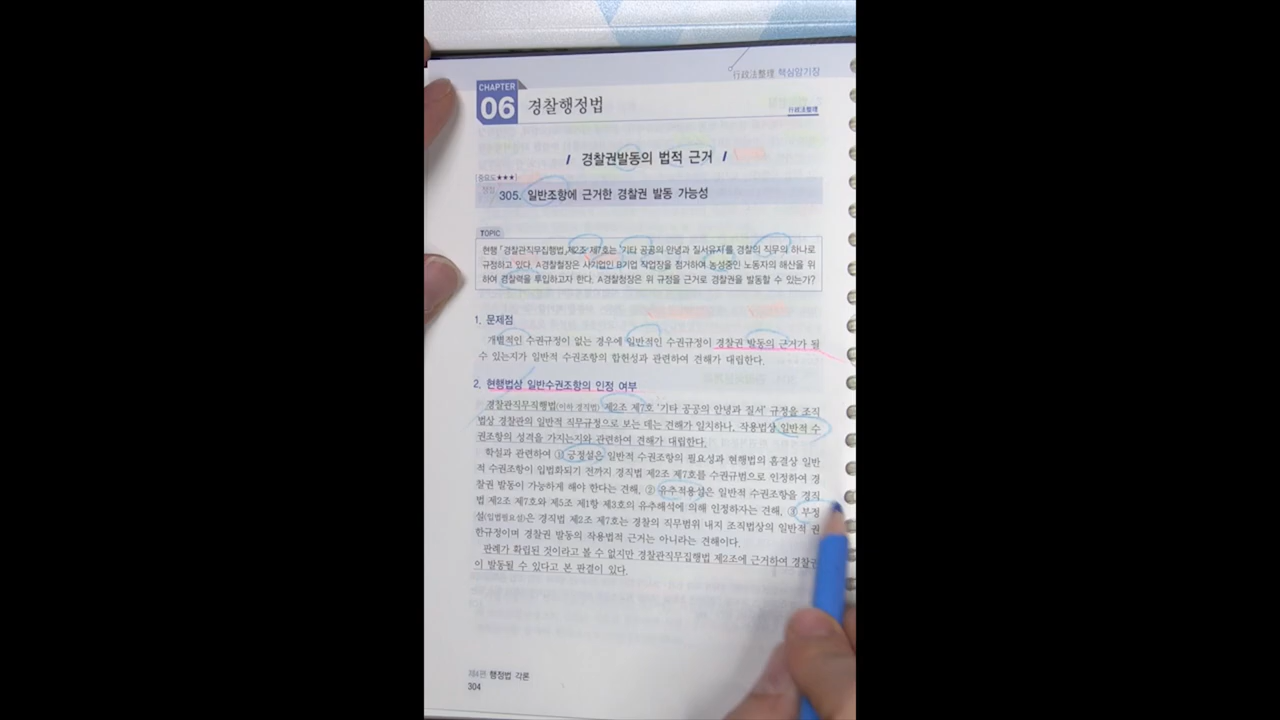 行政法整理 핵심암기장
CHAPTER
06 경찰행정법
行政法整理
/ 경찰권발동의 법적 근거 /
중요도★★★
305. 일반조항에 근거한 경찰권 발동 가능성
TOPIC
현행 「경찰관직무집행법」제2조 제7호는 '기타 공공의 안녕과 질서유지'를 경찰의 직무의 하나로
규정하고 있다. A경찰청장은 사기업인 B기업 작업장을 점거하여 농성중인 노동자의 해산을 위
하여 경찰력을 투입하고자 한다. A경찰청장은 위 규정을 근거로 경찰권을 발동할 수 있는가?
1. 문제점
개별적인 수권규정이 없는 경우에 일반적인 수권규정이 경찰권 발동의 근거가 될
수 있는지가 일반적 수권조항의 합헌성과 관련하여 견해가 대립한다.
2. 현행법상 일반수권조항의 인정 여부
경찰관직무직행법(이하 경직법) 제2조 제7호 '기타 공공의 안녕과 질서' 규정을 조직
법상 경찰관의 일반적 직무규정으로 보는 데는 견해가 일치하나, 작용법상 일반적 수
권조항의 성격을 가지는지와 관련하여 견해가 대립한다.
학설과 관련하여 ① 긍정설은 일반적 수권조항의 필요성과 현행법의 흠결상 일반
적 수권조항이 입법화되기 전까지 경직법 제2조 제7호를 수권규범으로 인정하여 경
찰권 발동이 가능하게 해야 한다는 견해, ② 유추적용설은 일반적 수권조항을 경직
법 제2조 제7호와 제5조 제1항 제3호의 유추해석에 의해 인정하자는 견해, ③ 부정
설(입법필요설)은 경직법 제2조 제7호는 경찰의 직무범위 내지 조직법상의 일반적 권
한규정이며 경찰권 발동의 작용법적 근거는 아니라는 견해이다.
판례가 확립된 것이라고 볼 수 없지만 경찰관직무집행법 제2조에 근거하여 경찰권
이 발동될 수 있다고 본 판결이 있다.
제4편 행정법 각론
304